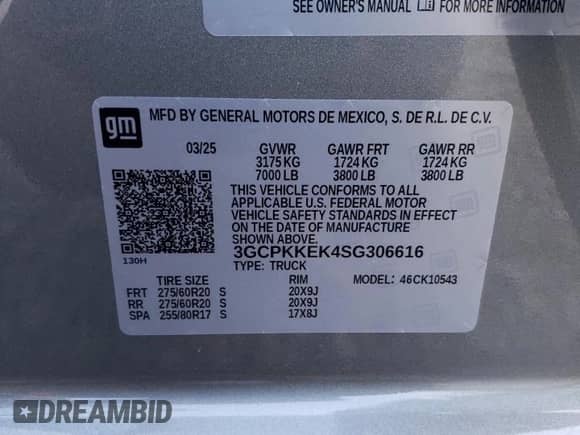 SEE OWNER'S MANUAL FOR MORE INFORMATION
gm
MFD BY GENERAL MOTORS DE MEXICO, S. DE R.L. DE C.V.
03/25 GVWR GAWR FRT GAWR RR
3175 KG 1724 KG 1724 KG
7000 LB 3800 LB 3800 LB
THIS VEHICLE CONFORMS TO ALL
APPLICABLE U.S. FEDERAL MOTOR
VEHICLE SAFETY STANDARDS IN EFFECT
ON THE DATE OF MANUFACTURE
SHOWN ABOVE.
130H
3GCPKKEK4SG306616
TYPE: TRUCK MODEL: 46CK10543
TIRE SIZE RIM
FRT 275/60R20 S 20X9J
RR 275/60R20 S 20X9J
SPA 255/80R17 S 17X8J
DREAMBID